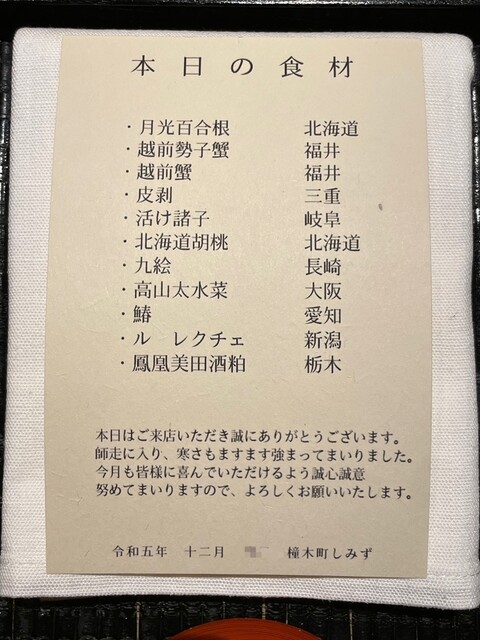 本日の食材
・月光百合根 北海道
・越前勢子蟹 福井
・越前蟹 福井
・皮剥 三重
・活け諸子 岐阜
・北海道胡桃 北海道
・九絵 長崎
・高山太水菜 大阪
・鰆 愛知
・ル レクチェ 新潟
・鳳凰美田酒粕 栃木
本日はご来店いただき誠にありがとうございます。
師走に入り、寒さもますます強まってまいりました。
今月も皆様に喜んでいただけるよう誠心誠意
努めてまいりますので、よろしくお願いいたします。
令和五年 十二月 橦木町しみず